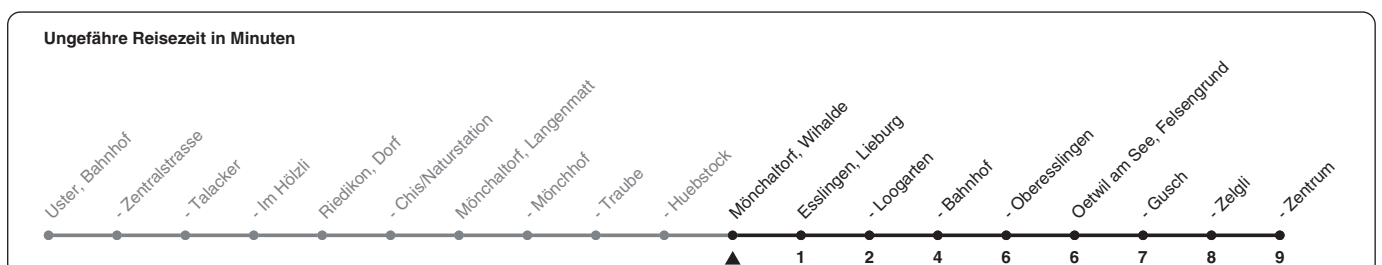 Ungefähre Reisezeit in Minuten
Uster, Bahnhof
- Zentralstrasse
- Talacker
- Im Hölzli
Riedikon, Dorf
- Chis/Naturstation
Mönchaltorf, Langenmatt
- Mönchhof
- Traube
- Huebstock
Mönchaltorf, Wihalde
Esslingen, Lieburg
- Loogarten
- Bahnhof
- Oberesslingen
Oetwil am See, Felsengrund
- Gusch
- Zelgli
- Zentrum
1 2 4 6 6 7 8 9